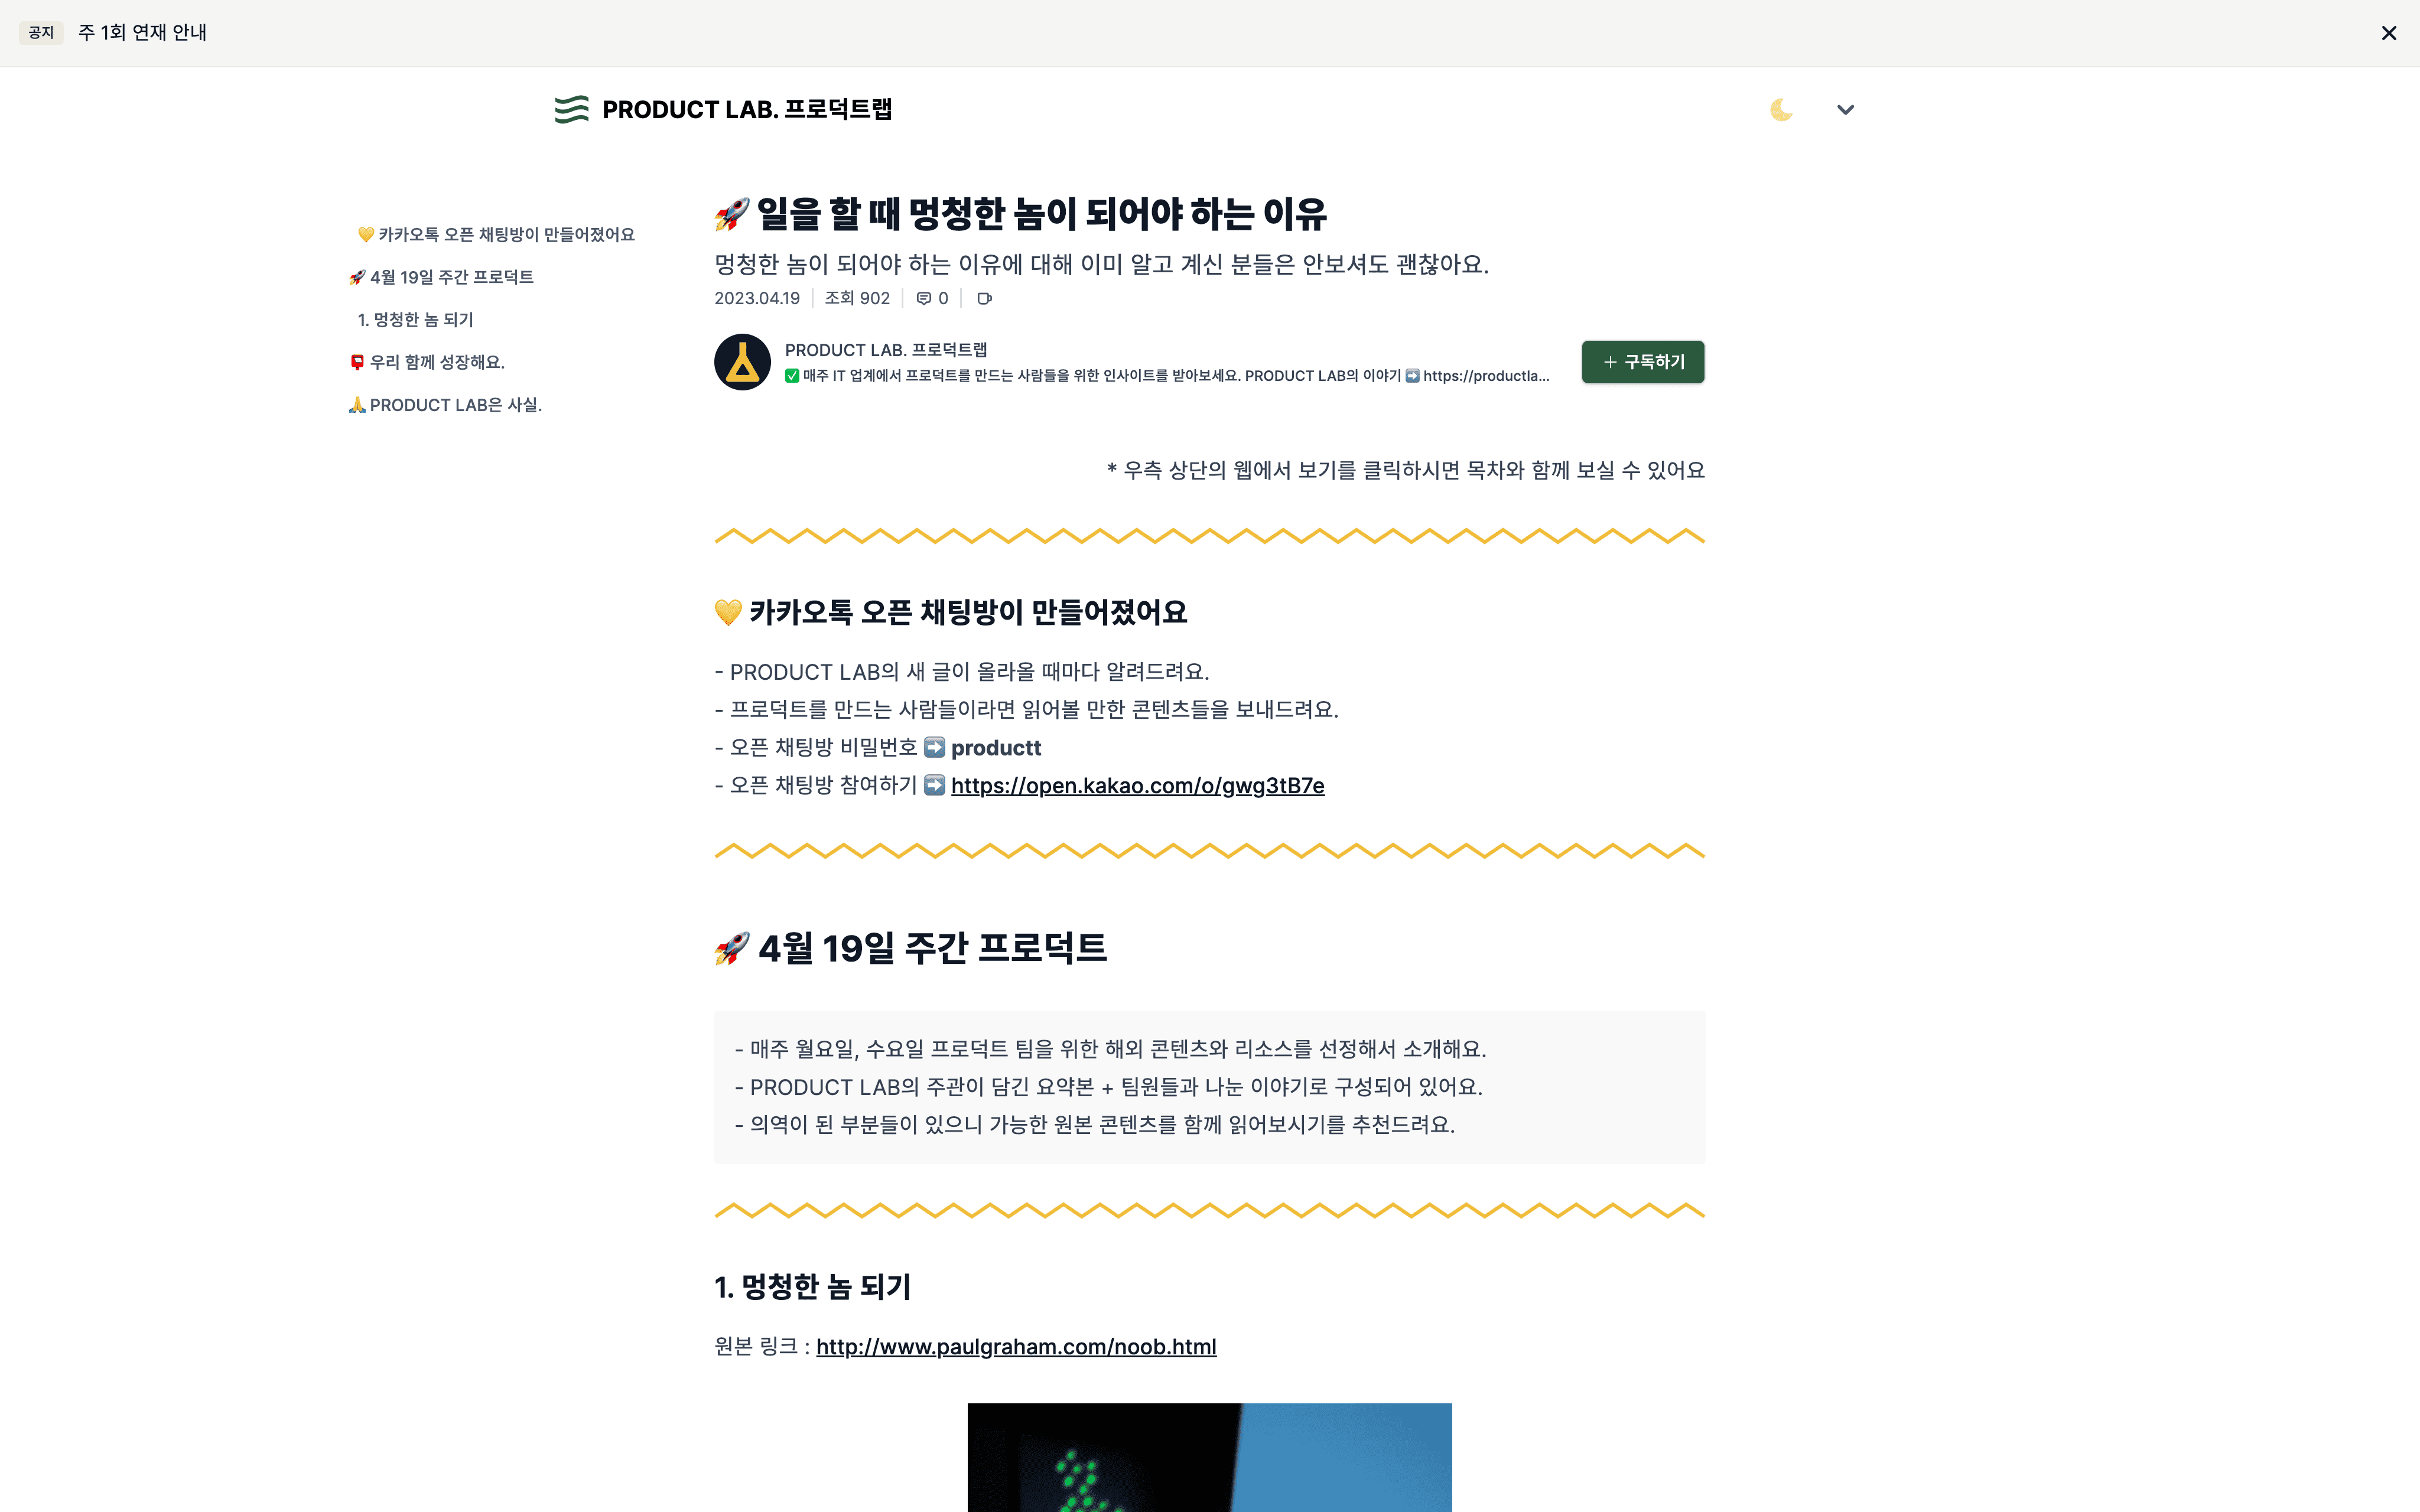 공지 주 1회 연재 안내
PRODUCT LAB. 프로덕트랩
💛 카카오톡 오픈 채팅방이 만들어졌어요
🚀 4월 19일 주간 프로덕트
1. 멍청한 놈 되기
📮 우리 함께 성장해요.
🙏 PRODUCT LAB은 사실.
🚀 일을 할 때 멍청한 놈이 되어야 하는 이유
멍청한 놈이 되어야 하는 이유에 대해 이미 알고 계신 분들은 안보셔도 괜찮아요.
2023.04.19 | 조회 902 | 0 |
PRODUCT LAB. 프로덕트랩
✅ 매주 IT 업계에서 프로덕트를 만드는 사람들을 위한 인사이트를 받아보세요. PRODUCT LAB의 이야기 ➡️ https://productla...
+ 구독하기
* 우측 상단의 웹에서 보기를 클릭하시면 목차와 함께 보실 수 있어요
💛 카카오톡 오픈 채팅방이 만들어졌어요
- PRODUCT LAB의 새 글이 올라올 때마다 알려드려요.
- 프로덕트를 만드는 사람들이라면 읽어볼 만한 콘텐츠들을 보내드려요.
- 오픈 채팅방 비밀번호 ➡️ productt
- 오픈 채팅방 참여하기 ➡️ https://open.kakao.com/o/gwg3tB7e
🚀 4월 19일 주간 프로덕트
- 매주 월요일, 수요일 프로덕트 팀을 위한 해외 콘텐츠와 리소스를 선정해서 소개해요.
- PRODUCT LAB의 주관이 담긴 요약본 + 팀원들과 나눈 이야기로 구성되어 있어요.
- 의역이 된 부분들이 있으니 가능한 원본 콘텐츠를 함께 읽어보시기를 추천드려요.
1. 멍청한 놈 되기
원본 링크 : http://www.paulgraham.com/noob.html